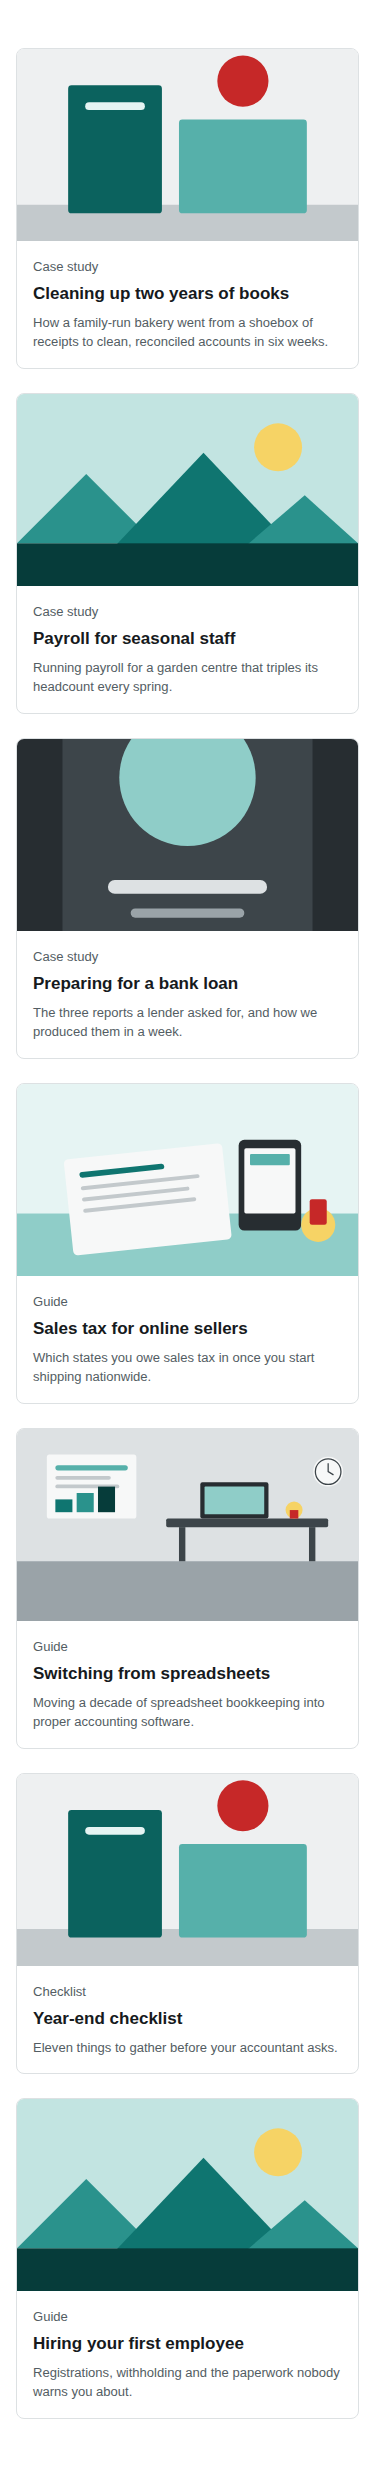 Case study
Cleaning up two years of books
How a family-run bakery went from a shoebox of
receipts to clean, reconciled accounts in six weeks.
Case study
Payroll for seasonal staff
Running payroll for a garden centre that triples its
headcount every spring.
Case study
Preparing for a bank loan
The three reports a lender asked for, and how we
produced them in a week.
Guide
Sales tax for online sellers
Which states you owe sales tax in once you start
shipping nationwide.
Guide
Switching from spreadsheets
Moving a decade of spreadsheet bookkeeping into
proper accounting software.
Checklist
Year-end checklist
Eleven things to gather before your accountant asks.
Guide
Hiring your first employee
Registrations, withholding and the paperwork nobody
warns you about.